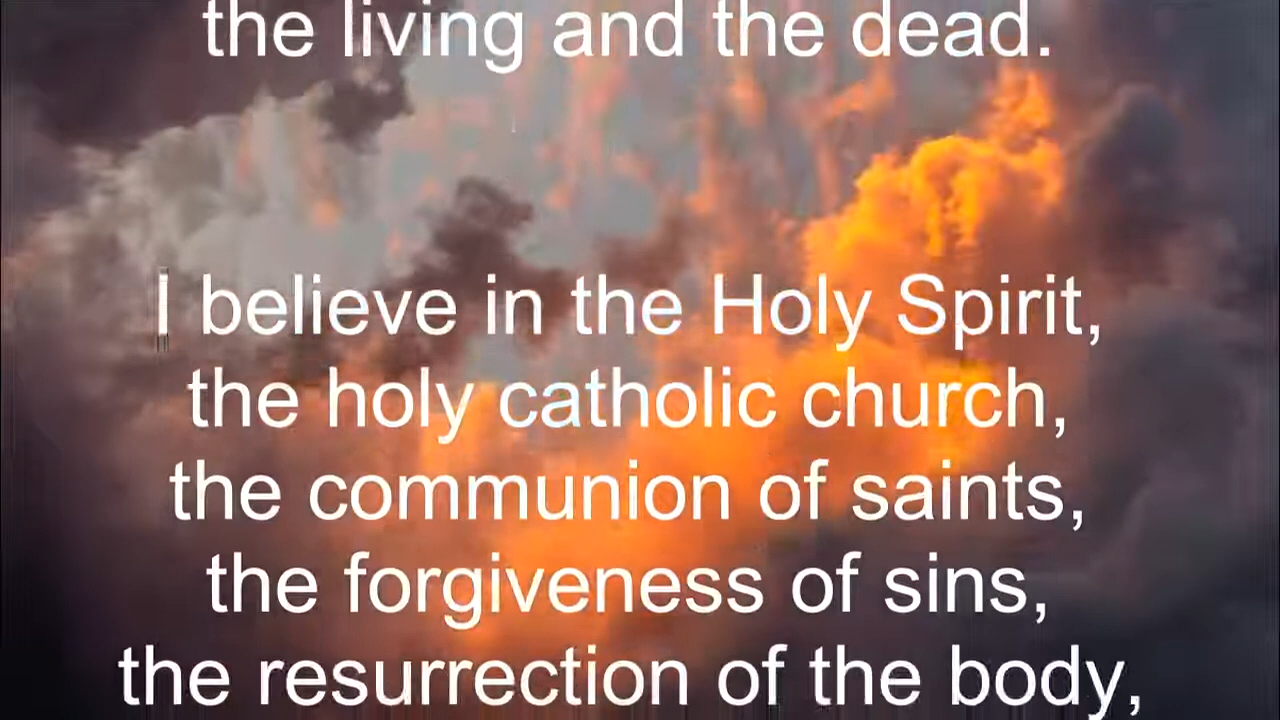 the living and the dead.
I believe in the Holy Spirit,
the holy catholic church,
the communion of saints,
the forgiveness of sins,
the resurrection of the body,